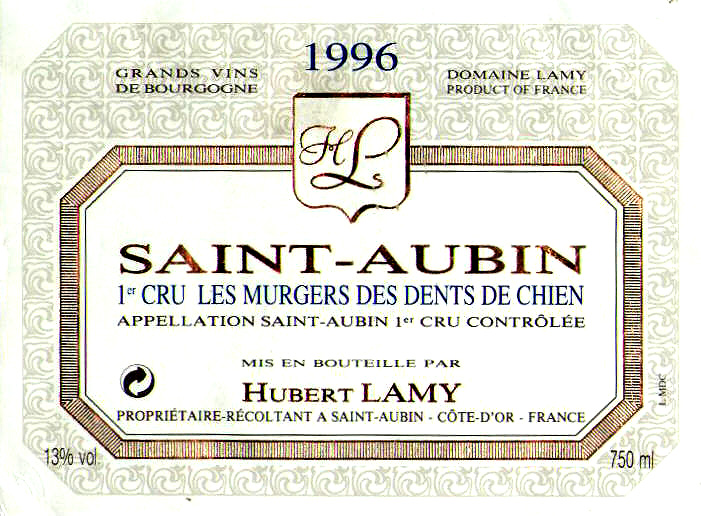 1996
GRANDS VINS
DE BOURGOGNE
DOMAINE LAMY
PRODUCT OF FRANCE
HL
SAINT-AUBIN
1er CRU LES MURGERS DES DENTS DE CHIEN
APPELLATION SAINT-AUBIN 1er CRU CONTRÔLÉE
MIS EN BOUTEILLE PAR
HUBERT LAMY
PROPRIÉTAIRE-RÉCOLTANT A SAINT-AUBIN - CÔTE-D'OR - FRANCE
L MDC
13% vol
750 ml